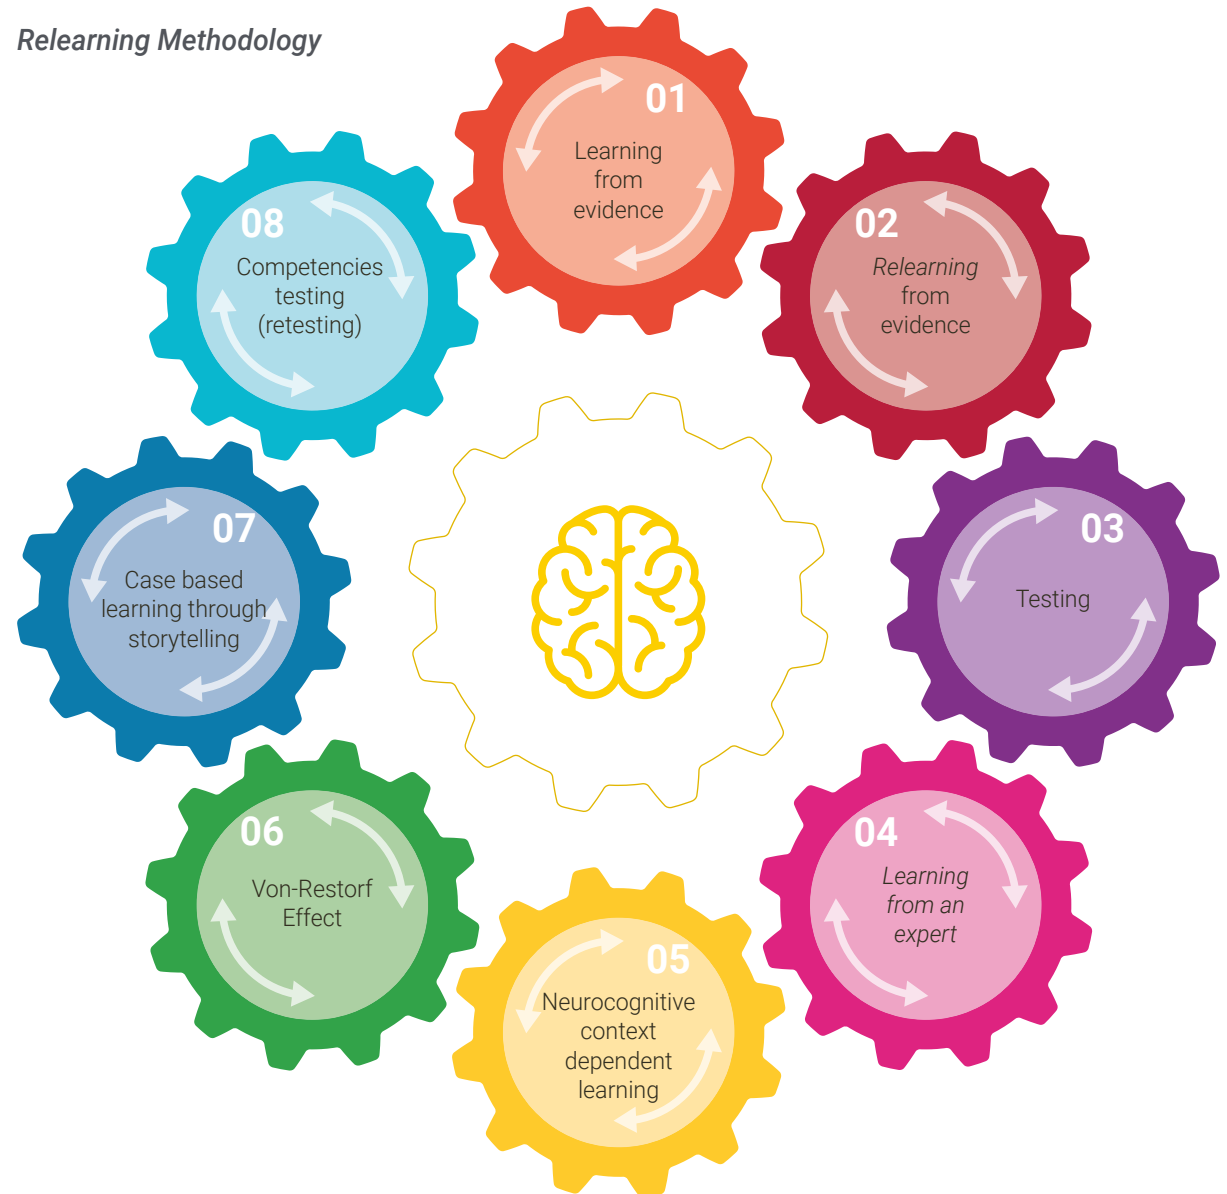 Relearning Methodology
01
Learning
from
evidence
02
Relearning
from
evidence
03
Testing
04
Learning
from an
expert
05
Neurocognitive
context
dependent
learning
06
Von-Restorf
Effect
07
Case based
learning through
storytelling
08
Competencies
testing
(retesting)